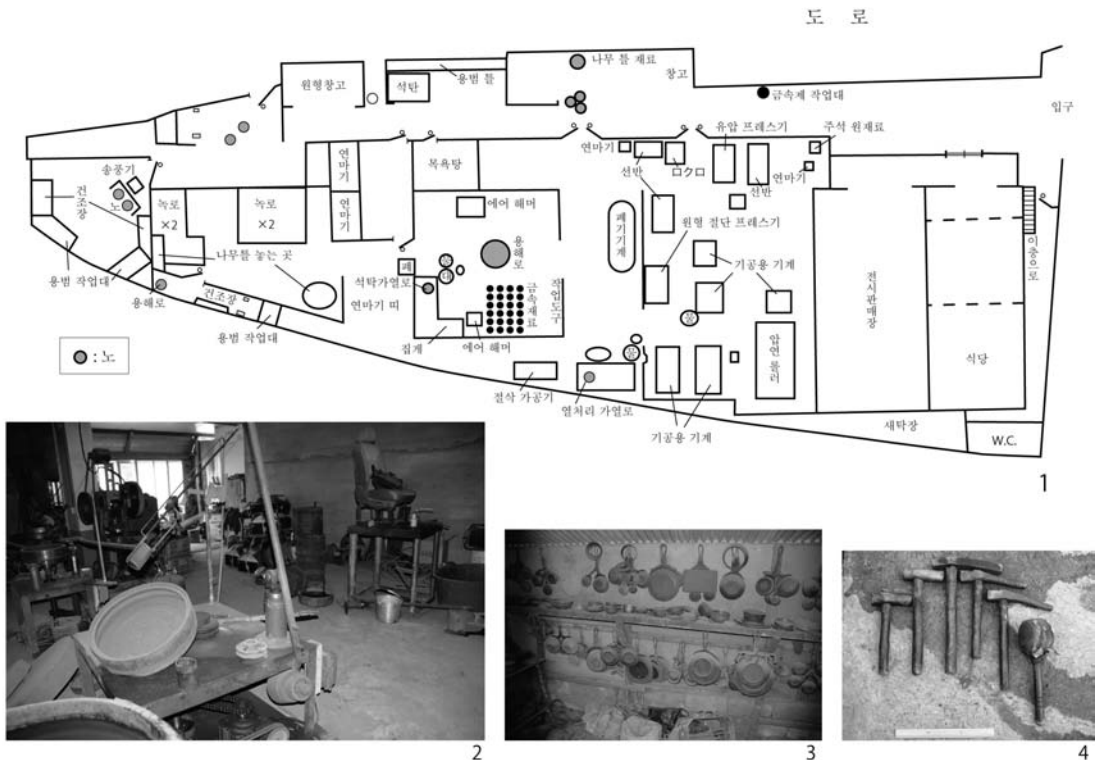 도 로
나무 틀 재료
용범 틀
원형창고
석탄
창고
금속제 작업대
입구
유압 프레스기
주석 원재료
연마기
연마기
목욕탕
선반
ロクロ
선반
연마기
송풍기
건조장
노
녹로
×2
녹로
×2
연마기
에어 해머
폐기기계
원형 절단 프레스기
이층으로
나무틀 놓는 곳
용해로
기공용 기계
전시판매장
용범 작업대
용해로
석탁가열로
폐
금속재료
작업도구
건조장
연마기 띠
물
용범 작업대
집게
에어 해머
물
압연 롤러
식당
: 노
절삭 가공기
열처리 가열로
기공용 기계
새탁장
W.C.
1
2
3
4